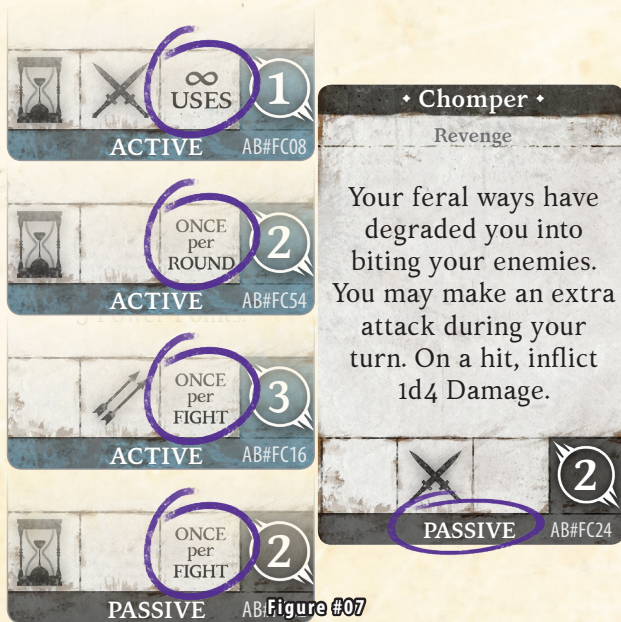 ∞
USES
1
ACTIVE AB#FC08
ONCE
per
ROUND
2
ACTIVE AB#FC54
ONCE
per
FIGHT
3
ACTIVE AB#FC16
ONCE
per
FIGHT
2
PASSIVE
Figure #07
Chomper
Revenge
Your feral ways have
degraded you into
biting your enemies.
You may make an extra
attack during your
turn. On a hit, inflict
1d4 Damage.
2
PASSIVE AB#FC24